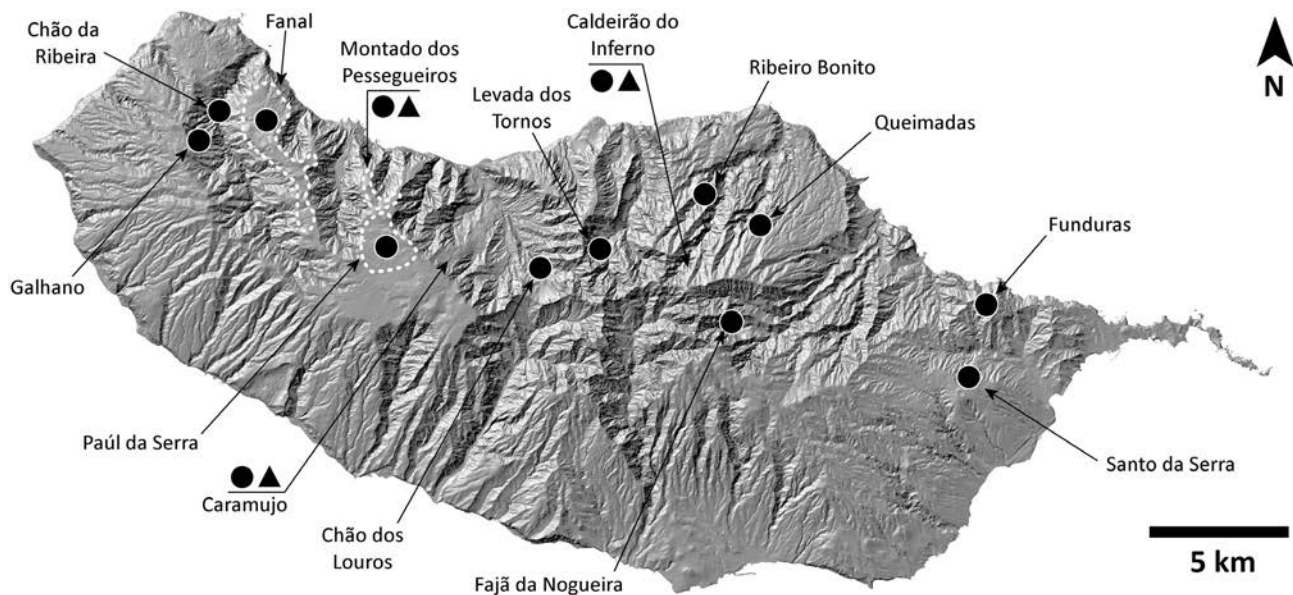 Chão da
Ribeira
Fanal
Montado dos
Pessegueiros
Caldeirão do
Inferno
Levada dos
Tornos
Ribeiro Bonito
Queimadas
N
Funduras
Galhano
Paúl da Serra
Caramujo
Chão dos
Louros
Fajã da Nogueira
Santo da Serra
5 km